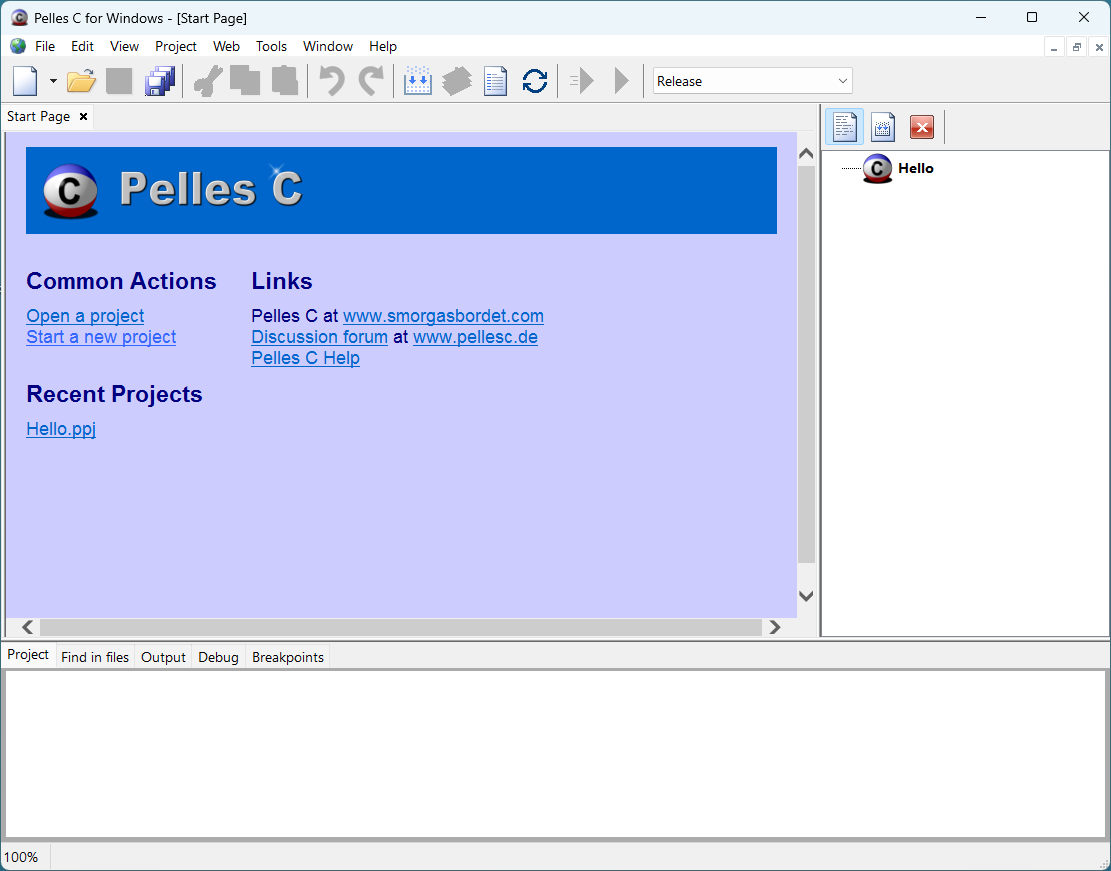 Pelles C for Windows - [Start Page]
File Edit View Project Web Tools Window Help
Release
Start Page
C Pelles C
Common Actions
Open a project
Start a new project
Links
Pelles C at www.smorgasbordet.com
Discussion forum at www.pellesc.de
Pelles C Help
Recent Projects
Hello.ppj
C Hello
Project Find in files Output Debug Breakpoints
100%